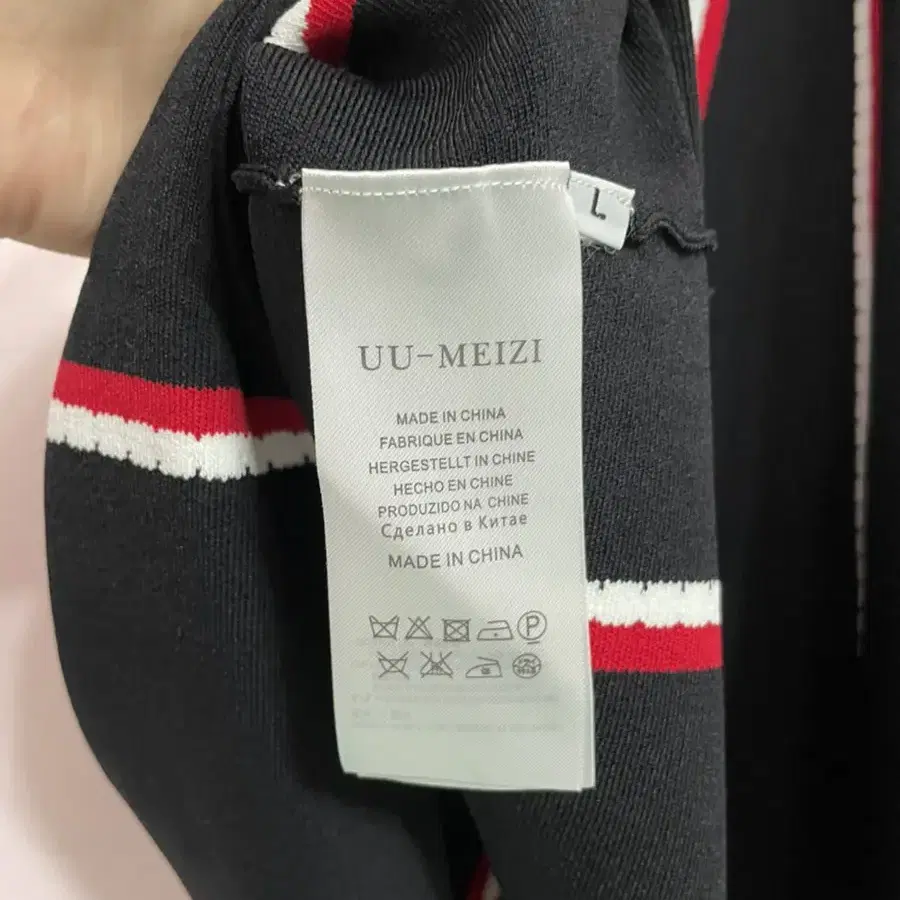 L
UU-MEIZI
MADE IN CHINA
FABRIQUE EN CHINA
HERGESTELLT IN CHINE
HECHO EN CHINE
PRODUZIDO NA CHINE
Сделано в Китае
MADE IN CHINA
P